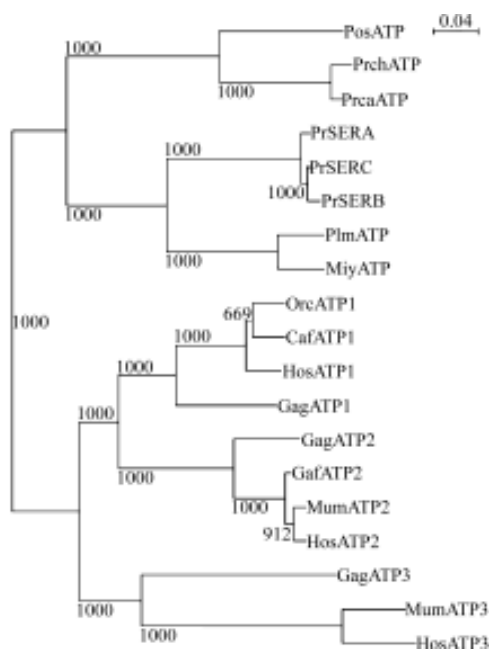 PosATP 0.04
1000
PrchATP
1000
PrcaATP
PrSERA
1000
PrSERC
1000
PrSERB
1000
PlmATP
1000
MiyATP
OrcATP1
669
1000
CafATP1
1000
1000
HosATP1
GagATP1
1000
GagATP2
1000
GafATP2
1000
MumATP2
912
HosATP2
GagATP3
1000
MumATP3
1000
HosATP3